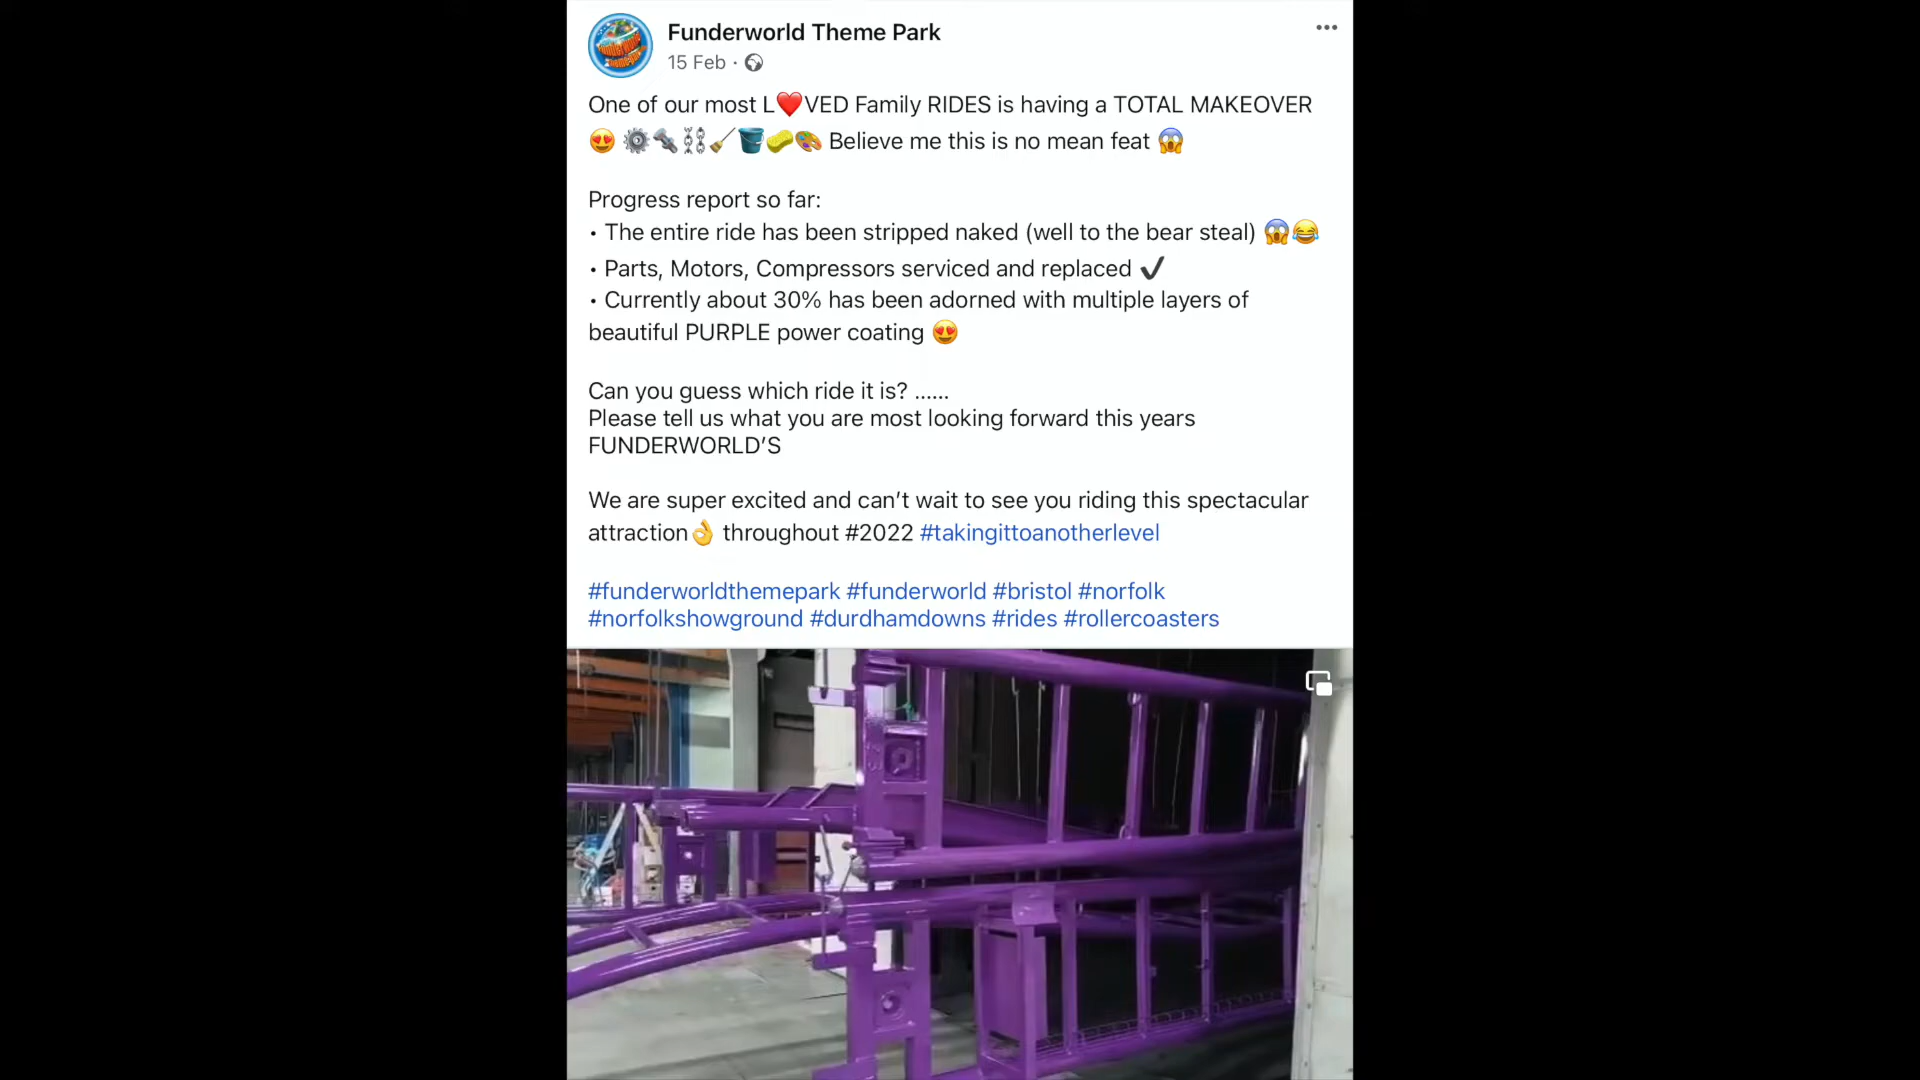 Funderworld Theme Park
15 Feb ·
One of our most L❤️VED Family RIDES is having a TOTAL MAKEOVER
😍 ⚙️🔩⛓️🧹🪣🧽🎨 Believe me this is no mean feat 😱
Progress report so far:
• The entire ride has been stripped naked (well to the bear steal) 😱😂
• Parts, Motors, Compressors serviced and replaced ✔️
• Currently about 30% has been adorned with multiple layers of
beautiful PURPLE power coating 😍
Can you guess which ride it is? ......
Please tell us what you are most looking forward this years
FUNDERWORLD’S
We are super excited and can’t wait to see you riding this spectacular
attraction👌 throughout #2022 #takingittoanotherlevel
#funderworldthemepark #funderworld #bristol #norfolk
#norfolkshowground #durdhamdowns #rides #rollercoasters